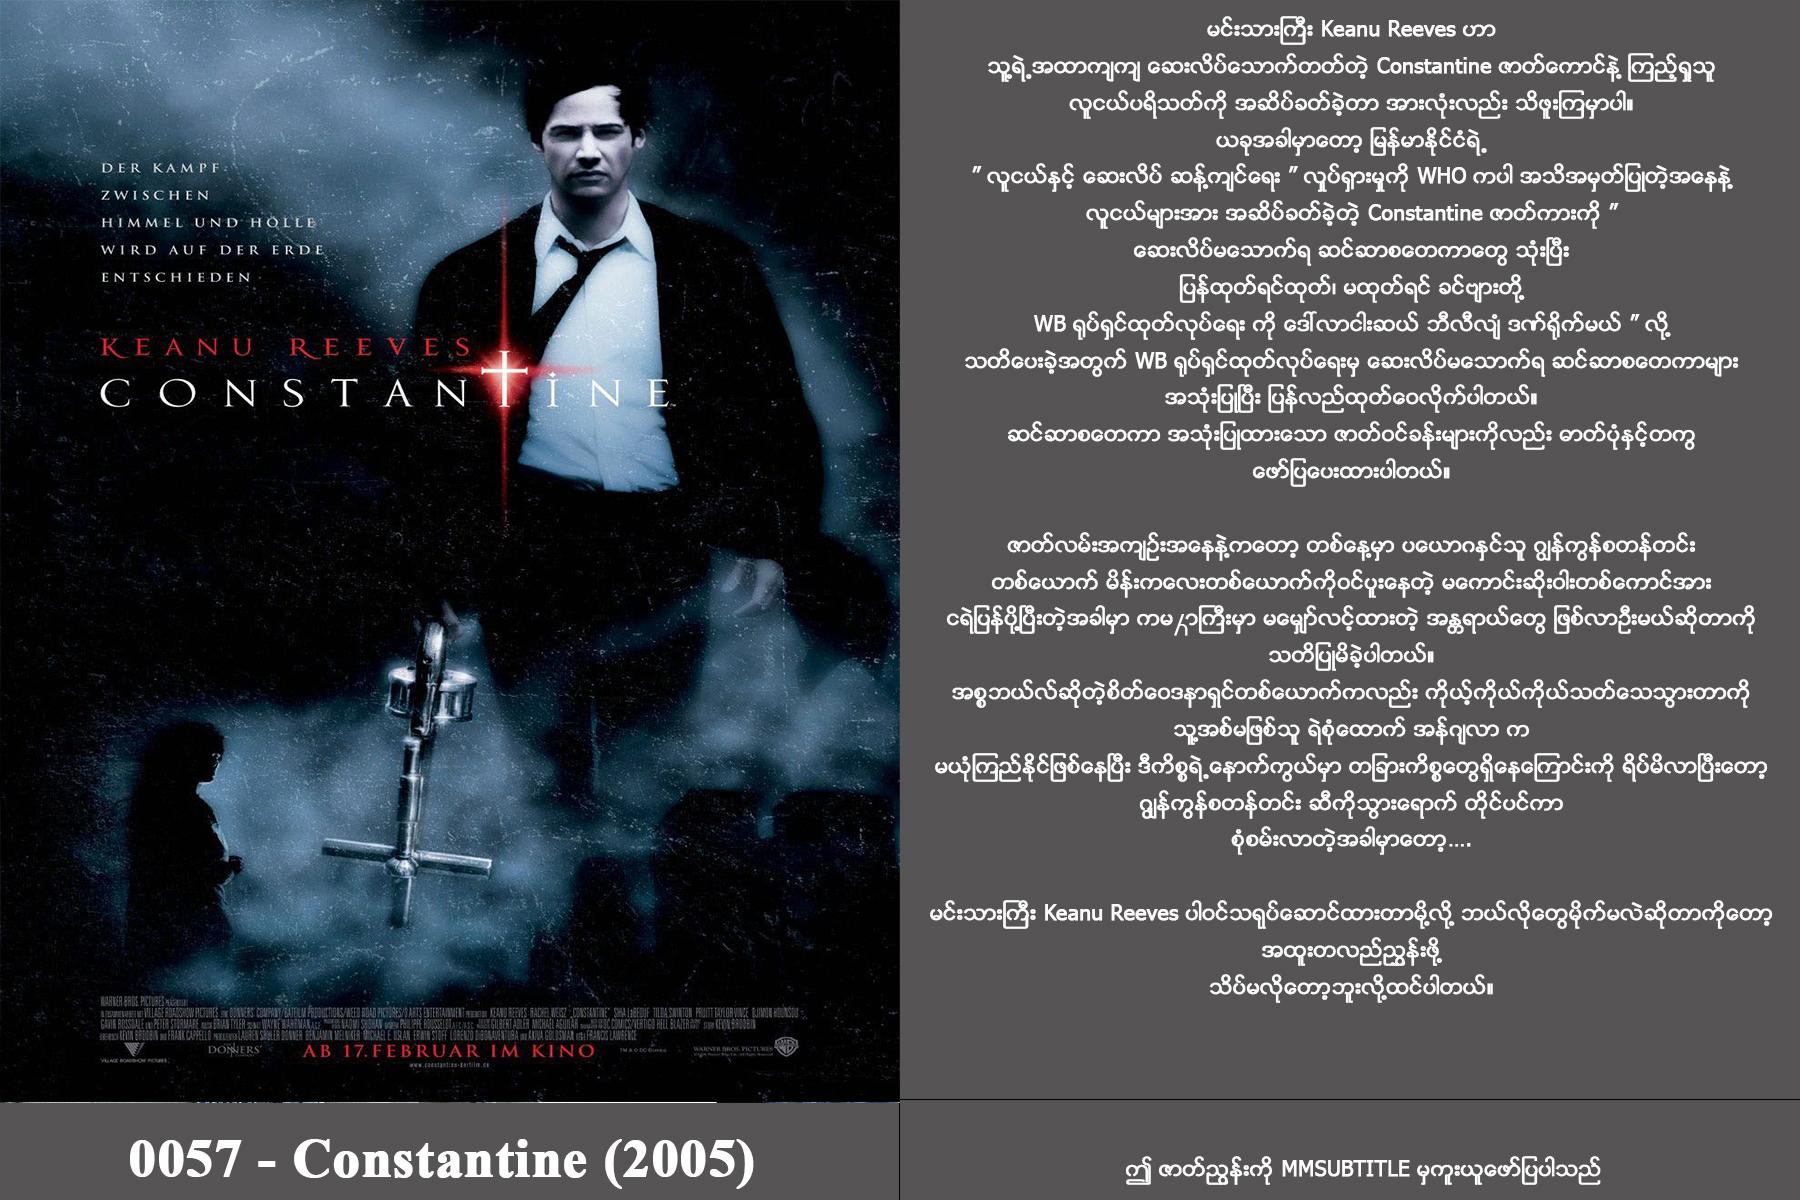 DER KAMPF
ZWISCHEN
HIMMEL UND HÖLLE
WIRD AUF DER ERDE
ENTSCHIEDEN
KEANU REEVES
CONSTANTINE
WARNER BROS. PICTURES
AB 17. FEBRUAR IM KINO
www.constantine-derfilm.de
0057 - Constantine (2005)
မင်းသားကြီး Keanu Reeves ဟာ
သူ့ရဲ့အထာကျကျ ဆေးလိပ်သောက်တတ်တဲ့ Constantine ဇာတ်ကောင်နဲ့ ကြည့်ရှုသူ
လူငယ်ပရိသတ်ကို အဆိပ်ခတ်ခဲ့တာ အားလုံးလည်း သိဖူးကြမှာပါ။
ယခုအခါမှာတော့ မြန်မာနိုင်ငံရဲ့
" လူငယ်နှင့် ဆေးလိပ် ဆန့်ကျင်ရေး " လှုပ်ရှားမှုကို WHO ကပါ အသိအမှတ်ပြုတဲ့အနေနဲ့
လူငယ်များအား အဆိပ်ခတ်ခဲ့တဲ့ Constantine ဇာတ်ကားကို "
ဆေးလိပ်မသောက်ရ ဆင်ဆာစတေကာတွေ သုံးပြီး
ပြန်ထုတ်ရင်ထုတ်၊ မထုတ်ရင် ခင်ဗျားတို့
WB ရုပ်ရှင်ထုတ်လုပ်ရေး ကို ဒေါ်လာငါးဆယ် ဘီလီလျံ ဒဏ်ရိုက်မယ် " လို့
သတိပေးခဲ့အတွက် WB ရုပ်ရှင်ထုတ်လုပ်ရေးမှ ဆေးလိပ်မသောက်ရ ဆင်ဆာစတေကာများ
အသုံးပြုပြီး ပြန်လည်ထုတ်ဝေလိုက်ပါတယ်။
ဆင်ဆာစတေကာ အသုံးပြုထားသော ဇာတ်ဝင်ခန်းများကိုလည်း ဓာတ်ပုံနှင့်တကွ
ဖော်ပြပေးထားပါတယ်။
ဇာတ်လမ်းအကျဉ်းအနေနဲ့ကတော့ တစ်နေ့မှာ ပယောဂနှင်သူ ဂျွန်ကွန်စတန်တင်း
တစ်ယောက် မိန်းကလေးတစ်ယောက်ကိုဝင်ပူးနေတဲ့ မကောင်းဆိုးဝါးတစ်ကောင်အား
ငရဲပြန်ပို့ပြီးတဲ့အခါမှာ ကမ္ဘာကြီးမှာ မမျှော်လင့်ထားတဲ့ အန္တရာယ်တွေ ဖြစ်လာဦးမယ်ဆိုတာကို
သတိပြုမိခဲ့ပါတယ်။
အစ္စဘယ်လ်ဆိုတဲ့စိတ်ဝေဒနာရှင်တစ်ယောက်ကလည်း ကိုယ့်ကိုယ်ကိုယ်သတ်သေသွားတာကို
သူ့အစ်မဖြစ်သူ ရဲစုံထောက် အန်ဂျလာ က
မယုံကြည်နိုင်ဖြစ်နေပြီး ဒီကိစ္စရဲ့နောက်ကွယ်မှာ တခြားကိစ္စတွေရှိနေကြောင်းကို ရိပ်မိလာပြီးတော့
ဂျွန်ကွန်စတန်တင်း ဆီကိုသွားရောက် တိုင်ပင်ကာ
စုံစမ်းလာတဲ့အခါမှာတော့....
မင်းသားကြီး Keanu Reeves ပါဝင်သရုပ်ဆောင်ထားတာမို့လို့ ဘယ်လိုတွေမိုက်မလဲဆိုတာကိုတော့
အထူးတလည်ညွှန်းဖို့
သိပ်မလိုတော့ဘူးလို့ထင်ပါတယ်။
ဤ ဇာတ်ညွှန်းကို MMSUBTITLE မှကူးယူဖော်ပြပါသည်